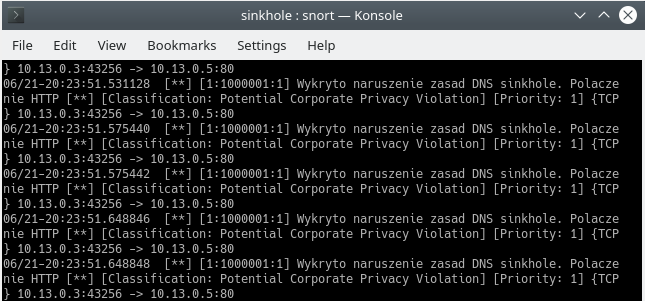 sinkhole : snort — Konsole
File Edit View Bookmarks Settings Help
} 10.13.0.3:43256 -> 10.13.0.5:80
06/21-20:23:51.531128  [**] [1:1000001:1] Wykryto naruszenie zasad DNS sinkhole. Polacze
nie HTTP [**] [Classification: Potential Corporate Privacy Violation] [Priority: 1] {TCP
} 10.13.0.3:43256 -> 10.13.0.5:80
06/21-20:23:51.575440  [**] [1:1000001:1] Wykryto naruszenie zasad DNS sinkhole. Polacze
nie HTTP [**] [Classification: Potential Corporate Privacy Violation] [Priority: 1] {TCP
} 10.13.0.3:43256 -> 10.13.0.5:80
06/21-20:23:51.575442  [**] [1:1000001:1] Wykryto naruszenie zasad DNS sinkhole. Polacze
nie HTTP [**] [Classification: Potential Corporate Privacy Violation] [Priority: 1] {TCP
} 10.13.0.3:43256 -> 10.13.0.5:80
06/21-20:23:51.648846  [**] [1:1000001:1] Wykryto naruszenie zasad DNS sinkhole. Polacze
nie HTTP [**] [Classification: Potential Corporate Privacy Violation] [Priority: 1] {TCP
} 10.13.0.3:43256 -> 10.13.0.5:80
06/21-20:23:51.648848  [**] [1:1000001:1] Wykryto naruszenie zasad DNS sinkhole. Polacze
nie HTTP [**] [Classification: Potential Corporate Privacy Violation] [Priority: 1] {TCP
} 10.13.0.3:43256 -> 10.13.0.5:80